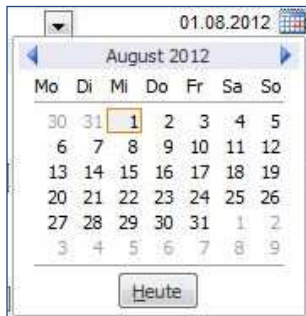 01.08.2012
August 2012
Mo Di Mi Do Fr Sa So
30 31 1 2 3 4 5
6 7 8 9 10 11 12
13 14 15 16 17 18 19
20 21 22 23 24 25 26
27 28 29 30 31 1 2
3 4 5 6 7 8 9
Heute